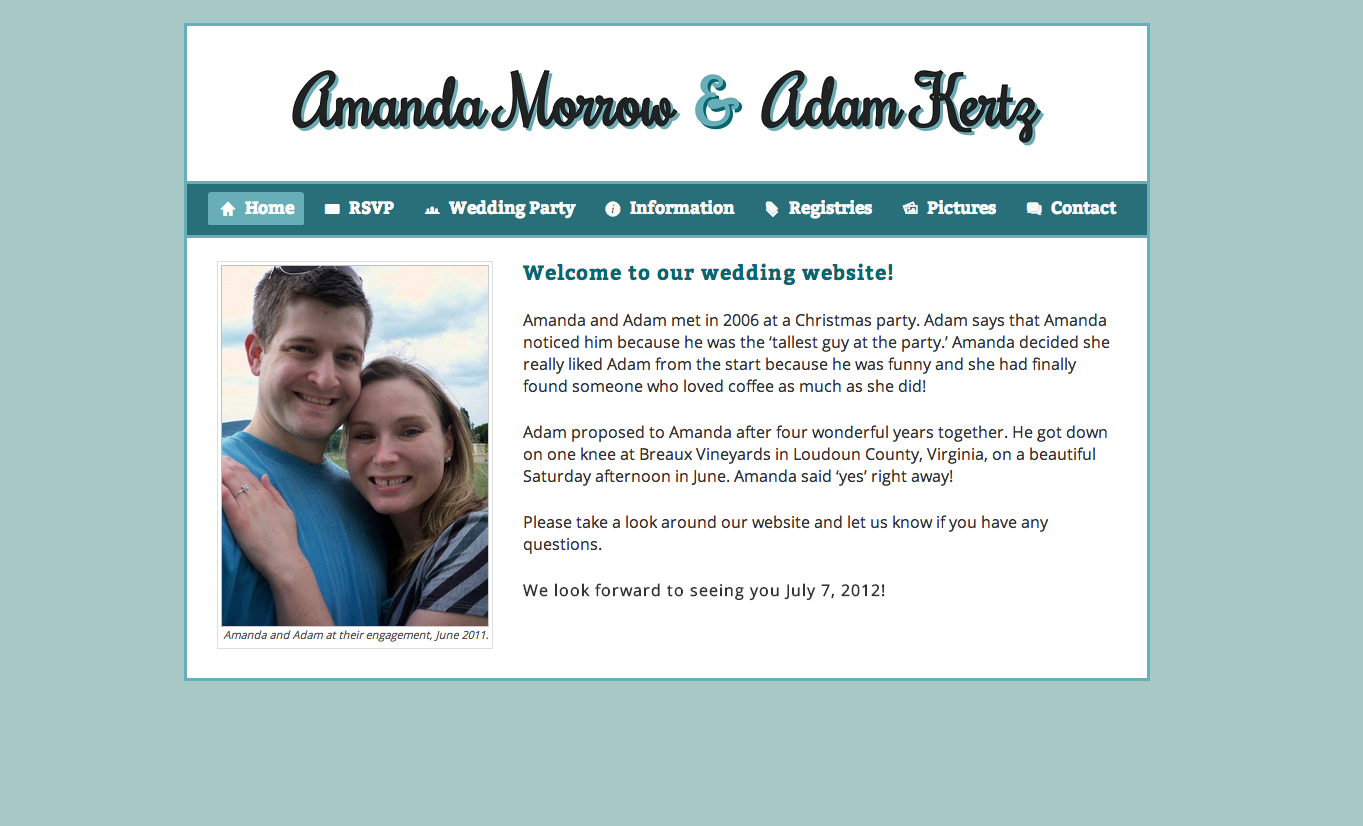 Amanda Morrow & Adam Kertz
Home RSVP Wedding Party Information Registries Pictures Contact
Welcome to our wedding website!
Amanda and Adam met in 2006 at a Christmas party. Adam says that Amanda
noticed him because he was the ‘tallest guy at the party.’ Amanda decided she
really liked Adam from the start because he was funny and she had finally
found someone who loved coffee as much as she did!
Adam proposed to Amanda after four wonderful years together. He got down
on one knee at Breaux Vineyards in Loudoun County, Virginia, on a beautiful
Saturday afternoon in June. Amanda said ‘yes’ right away!
Please take a look around our website and let us know if you have any
questions.
We look forward to seeing you July 7, 2012!
Amanda and Adam at their engagement, June 2011.